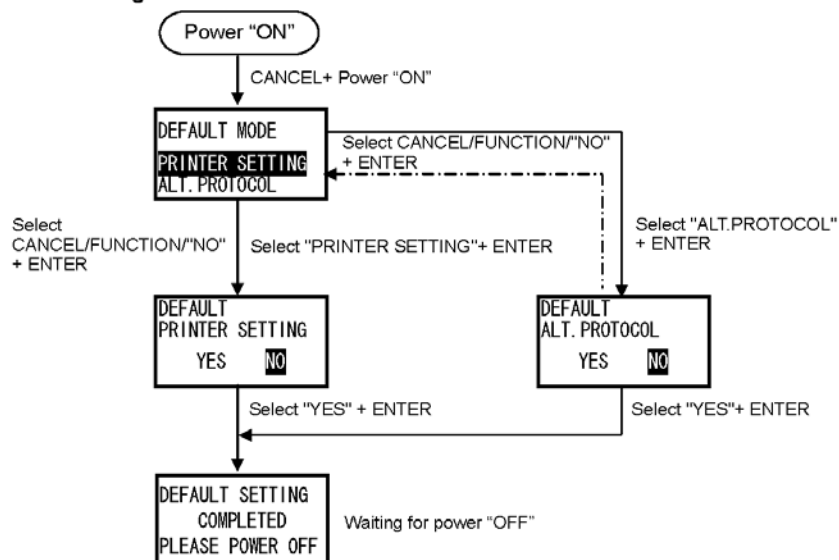 Power “ON”
CANCEL+ Power “ON”
DEFAULT MODE
PRINTER SETTING
ALT. PROTOCOL
Select CANCEL/FUNCTION/"NO"
+ ENTER
Select
CANCEL/FUNCTION/"NO"
+ ENTER
Select "PRINTER SETTING"+ ENTER
Select "ALT.PROTOCOL"
+ ENTER
DEFAULT
PRINTER SETTING
YES NO
DEFAULT
ALT. PROTOCOL
YES NO
Select "YES" + ENTER
Select "YES"+ ENTER
DEFAULT SETTING
COMPLETED
PLEASE POWER OFF
Waiting for power “OFF”